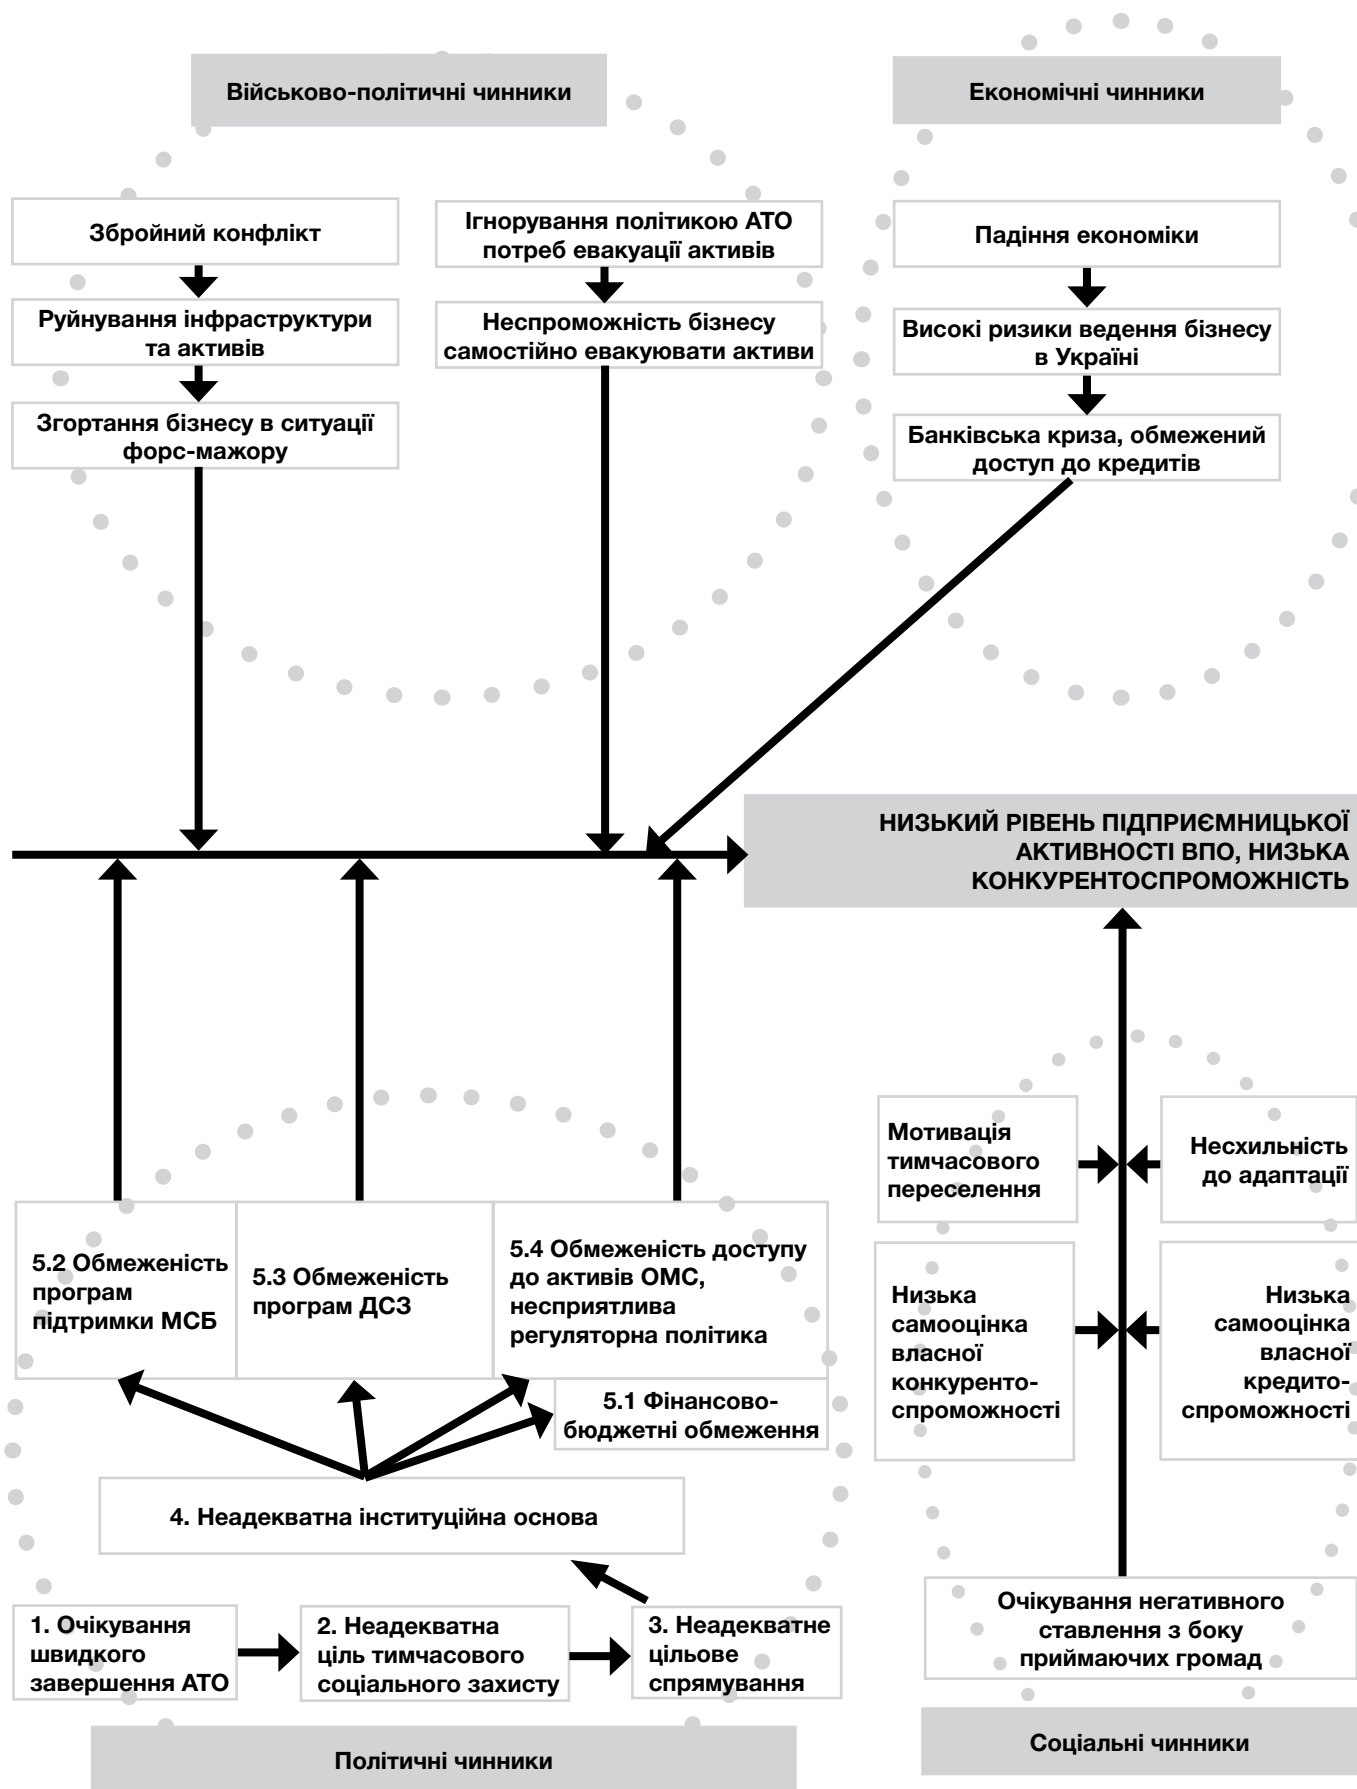 Військово-політичні чинники
Економічні чинники
Збройний конфлікт
Руйнування інфраструктури
та активів
Згортання бізнесу в ситуації
форс-мажору
Ігнорування політикою АТО
потреб евакуації активів
Неспроможність бізнесу
самостійно евакуювати активи
Падіння економіки
Високі ризики ведення бізнесу
в Україні
Банківська криза, обмежений
доступ до кредитів
НИЗЬКИЙ РІВЕНЬ ПІДПРИЄМНИЦЬКОЇ
АКТИВНОСТІ ВПО, НИЗЬКА
КОНКУРЕНТОСПРОМОЖНІСТЬ
5.2 Обмеженість
програм
підтримки МСБ
5.3 Обмеженість
програм ДСЗ
5.4 Обмеженість доступу
до активів ОМС,
несприятлива
регуляторна політика
5.1 Фінансово-
бюджетні обмеження
4. Неадекватна інституційна основа
1. Очікування
швидкого
завершення АТО
2. Неадекватна
ціль тимчасового
соціального захисту
3. Неадекватне
цільове
спрямування
Політичні чинники
Мотивація
тимчасового
переселення
Несхильність
до адаптації
Низька
самооцінка
власної
конкуренто-
спроможності
Низька
самооцінка
власної
кредито-
спроможності
Очікування негативного
ставлення з боку
приймаючих громад
Соціальні чинники